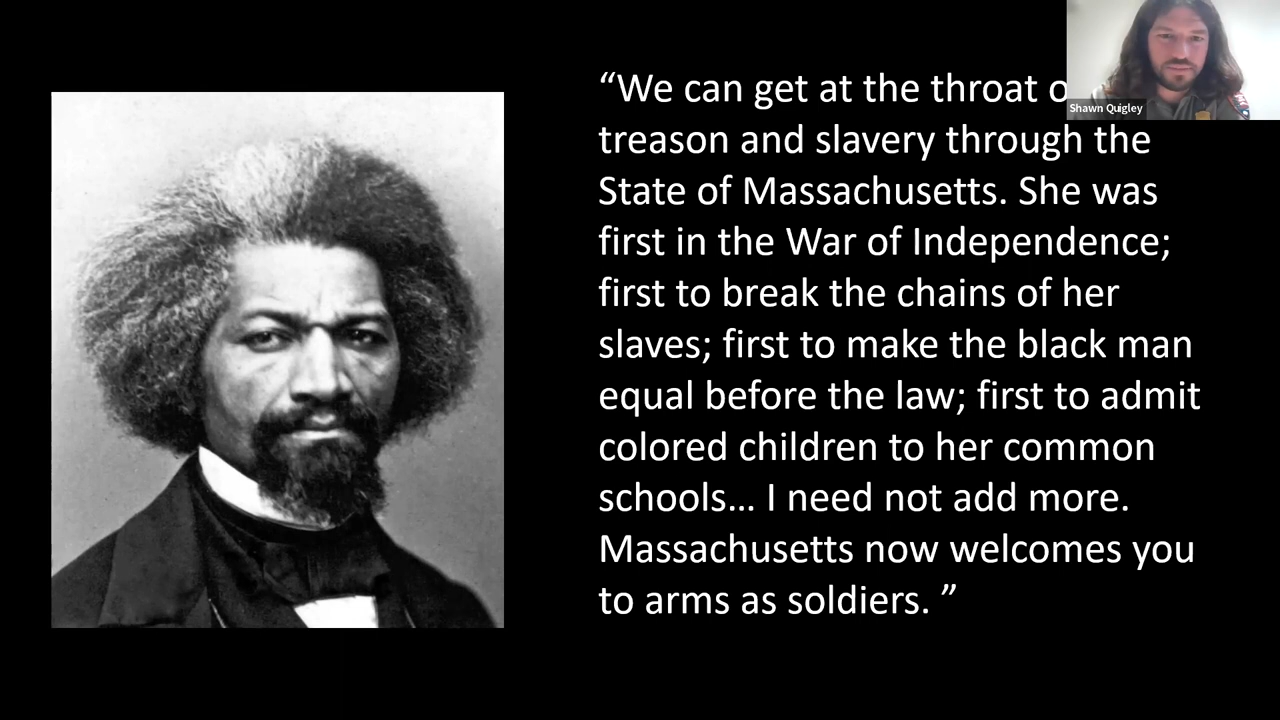 “We can get at the throat o
treason and slavery through the
State of Massachusetts. She was
first in the War of Independence;
first to break the chains of her
slaves; first to make the black man
equal before the law; first to admit
colored children to her common
schools… I need not add more.
Massachusetts now welcomes you
to arms as soldiers. ”
Shawn Quigley